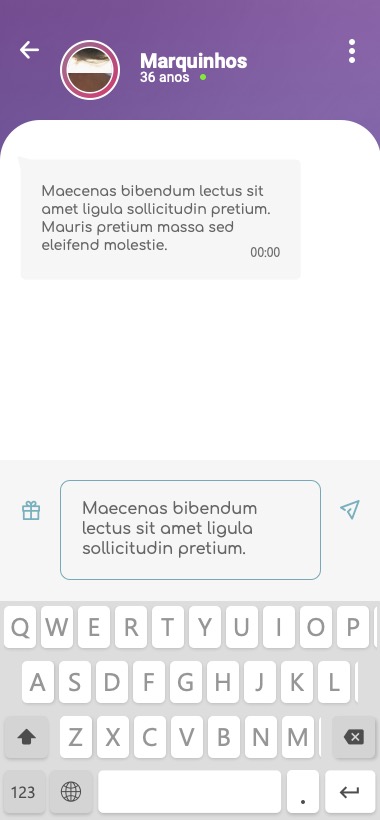 Marquinhos
36 anos
Maecenas bibendum lectus sit
amet ligula sollicitudin pretium.
Mauris pretium massa sed
eleifend molestie.
00:00
Maecenas bibendum
lectus sit amet ligula
sollicitudin pretium.
Q W E R T Y U I O P
A S D F G H J K L
Z X C V B N M
123 .